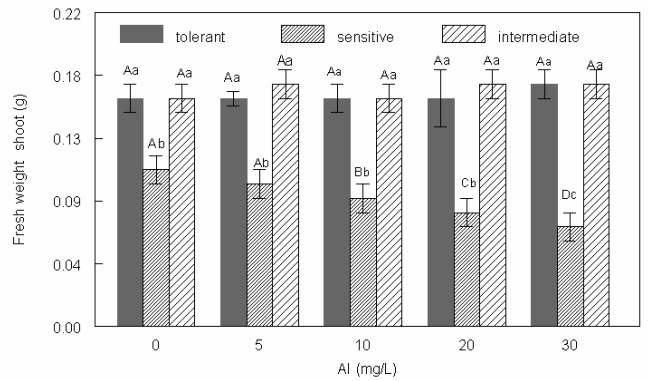 0.22
tolerant sensitive intermediate
Aa Aa Aa Aa Aa Aa Aa Aa Aa Aa
0.18
Fresh weight shoot (g)
0.13
Ab Ab Bb Cb Dc
0.09
0.04
0.00
0 5 10 20 30
Al (mg/L)